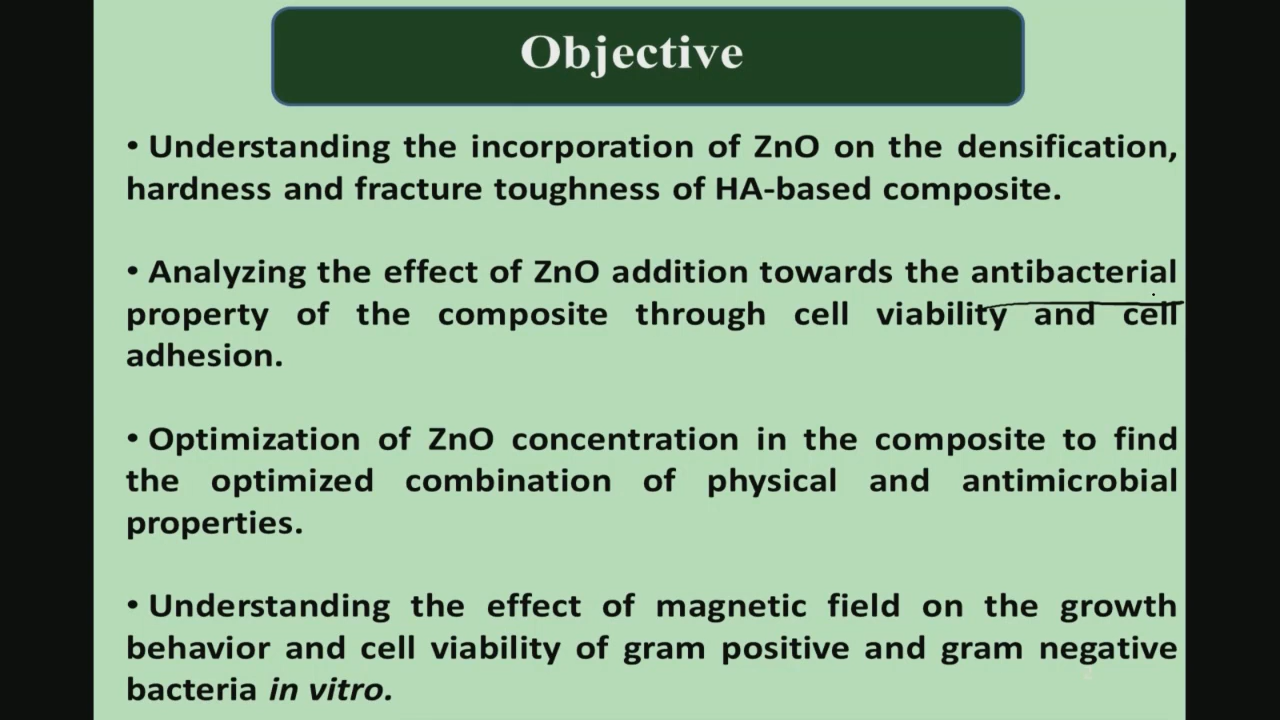 Objective
• Understanding the incorporation of ZnO on the densification,
hardness and fracture toughness of HA-based composite.
• Analyzing the effect of ZnO addition towards the antibacterial
property of the composite through cell viability and cell
adhesion.
• Optimization of ZnO concentration in the composite to find
the optimized combination of physical and antimicrobial
properties.
• Understanding the effect of magnetic field on the growth
behavior and cell viability of gram positive and gram negative
bacteria in vitro.